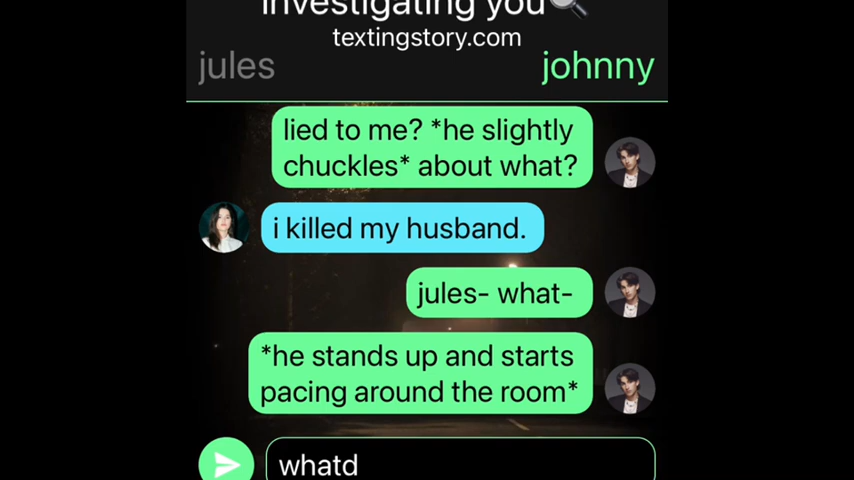 investigating you🔍
textingstory.com
jules
johnny
lied to me? *he slightly
chuckles* about what?
i killed my husband.
jules- what-
*he stands up and starts
pacing around the room*
whatd